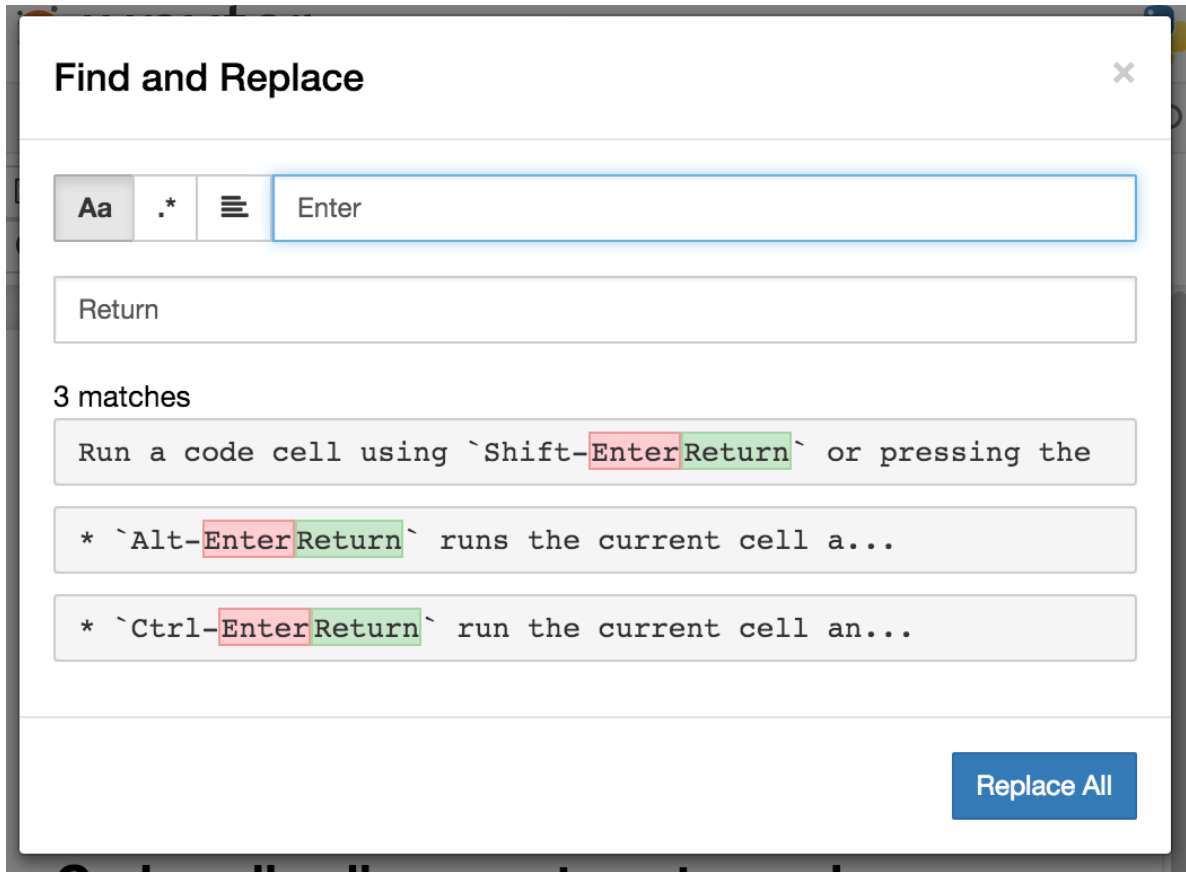 Find and Replace ×
Aa .* Enter
Return
3 matches
Run a code cell using `Shift-EnterReturn` or pressing the
* `Alt-EnterReturn` runs the current cell a...
* `Ctrl-EnterReturn` run the current cell an...
Replace All